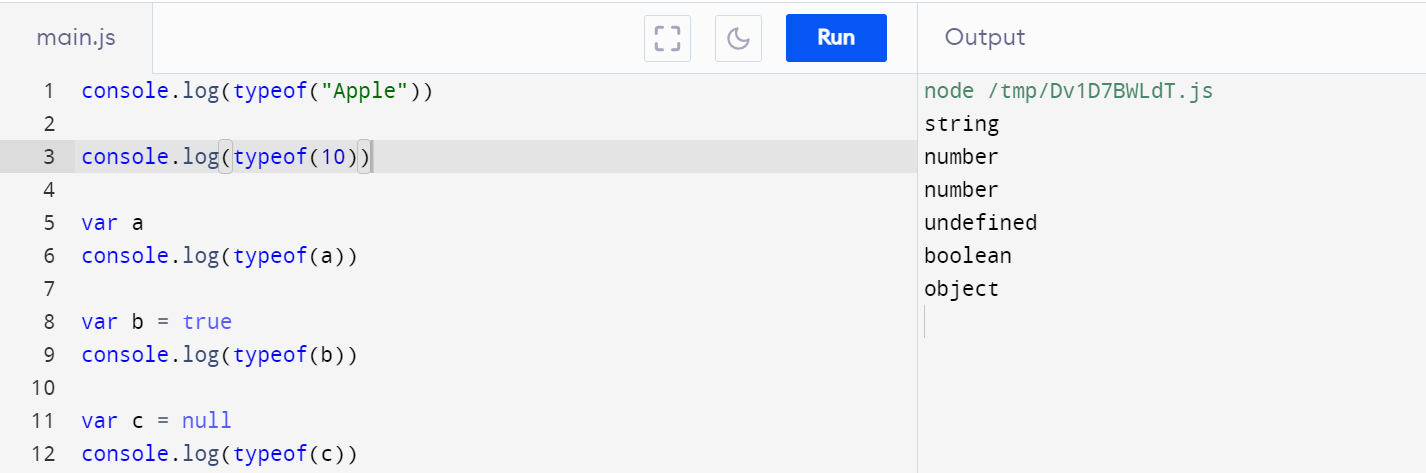 main.js
Run
Output
1 console.log(typeof("Apple"))
2
3 console.log(typeof(10))
4
5 var a
6 console.log(typeof(a))
7
8 var b = true
9 console.log(typeof(b))
10
11 var c = null
12 console.log(typeof(c))
node /tmp/Dv1D7BWLdT.js
string
number
number
undefined
boolean
object